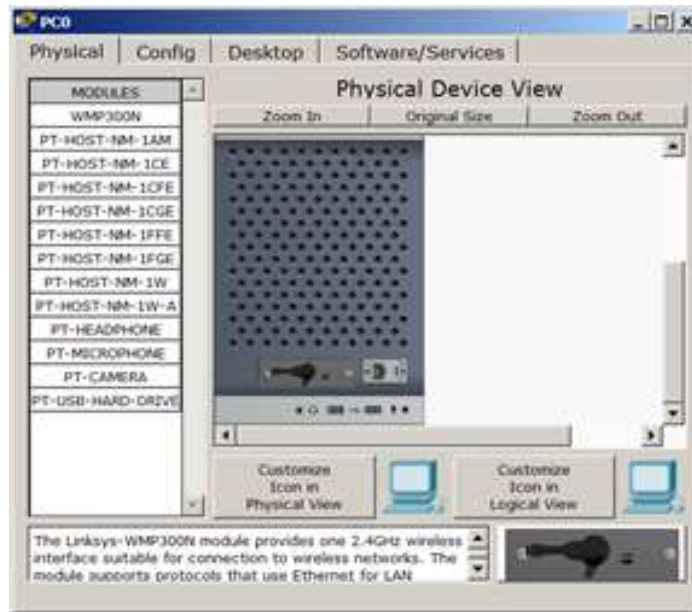 PC0
Physical Config Desktop Software/Services
MODULES
WMP300N
PT-HOST-NM-1AM
PT-HOST-NM-1CE
PT-HOST-NM-1CFE
PT-HOST-NM-1CGE
PT-HOST-NM-1FFE
PT-HOST-NM-1FGE
PT-HOST-NM-1W
PT-HOST-NM-1W-A
PT-HEADPHONE
PT-MICROPHONE
PT-CAMERA
PT-USB-HARD-DRIVE
Physical Device View
Zoom In Original Size Zoom Out
Customize
Icon in
Physical View
Customize
Icon in
Logical View
The Linksys-WMP300N module provides one 2.4GHz wireless
interface suitable for connection to wireless networks. The
module supports protocols that use Ethernet for LAN